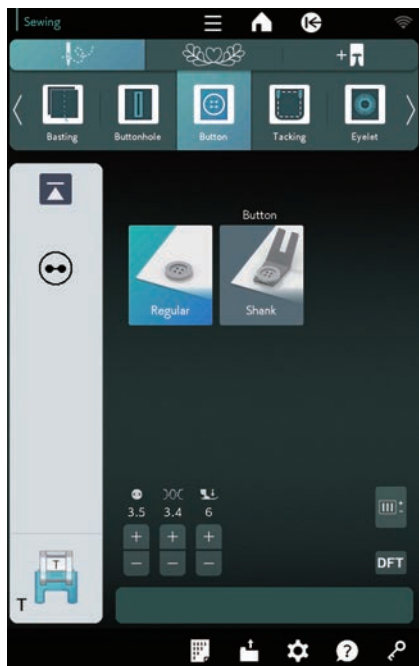 Sewing
Basting
Buttonhole
Button
Tacking
Eyelet
Button
Regular
Shank
3.5 3.4 6
+ + +
− − −
DFT
T
T